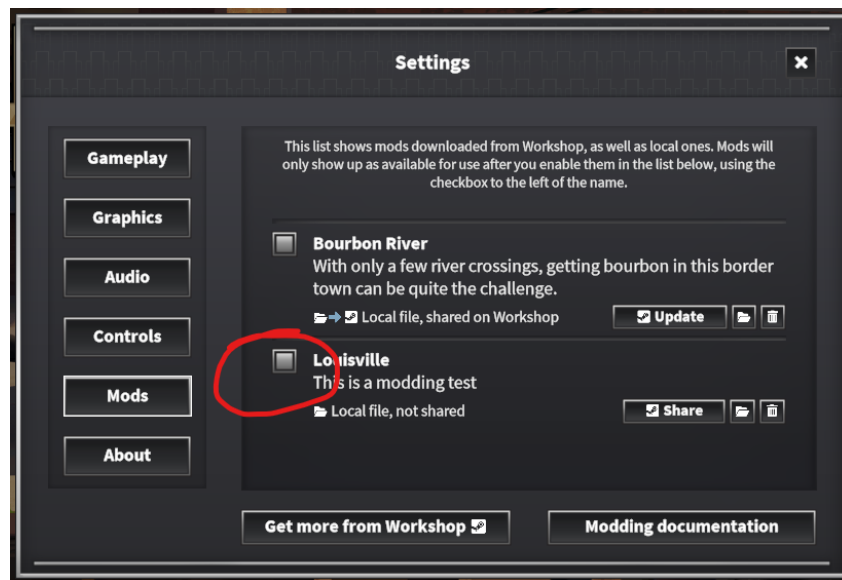 Settings
Gameplay
Graphics
Audio
Controls
Mods
About
This list shows mods downloaded from Workshop, as well as local ones. Mods will
only show up as available for use after you enable them in the list below, using the
checkbox to the left of the name.
Bourbon River
With only a few river crossings, getting bourbon in this border
town can be quite the challenge.
Local file, shared on Workshop
Update
Louisville
This is a modding test
Local file, not shared
Share
Get more from Workshop
Modding documentation